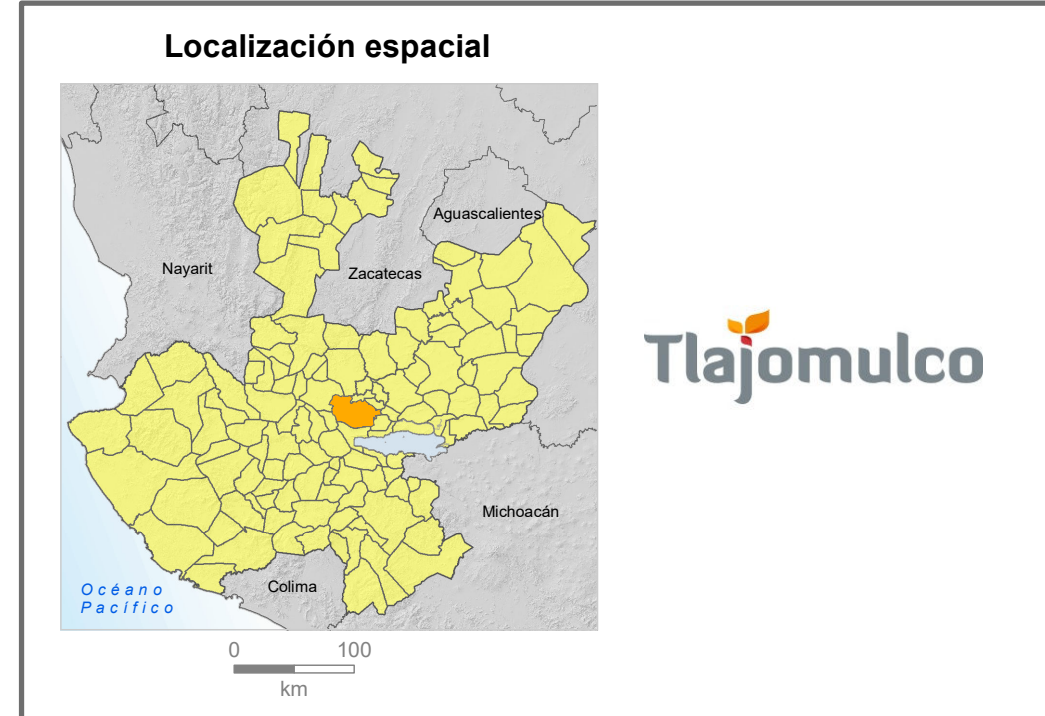 Localización espacial
Aguascalientes
Nayarit
Zacatecas
Tlajomulco
Michoacán
Colima
Océano
Pacífico
0 100
km